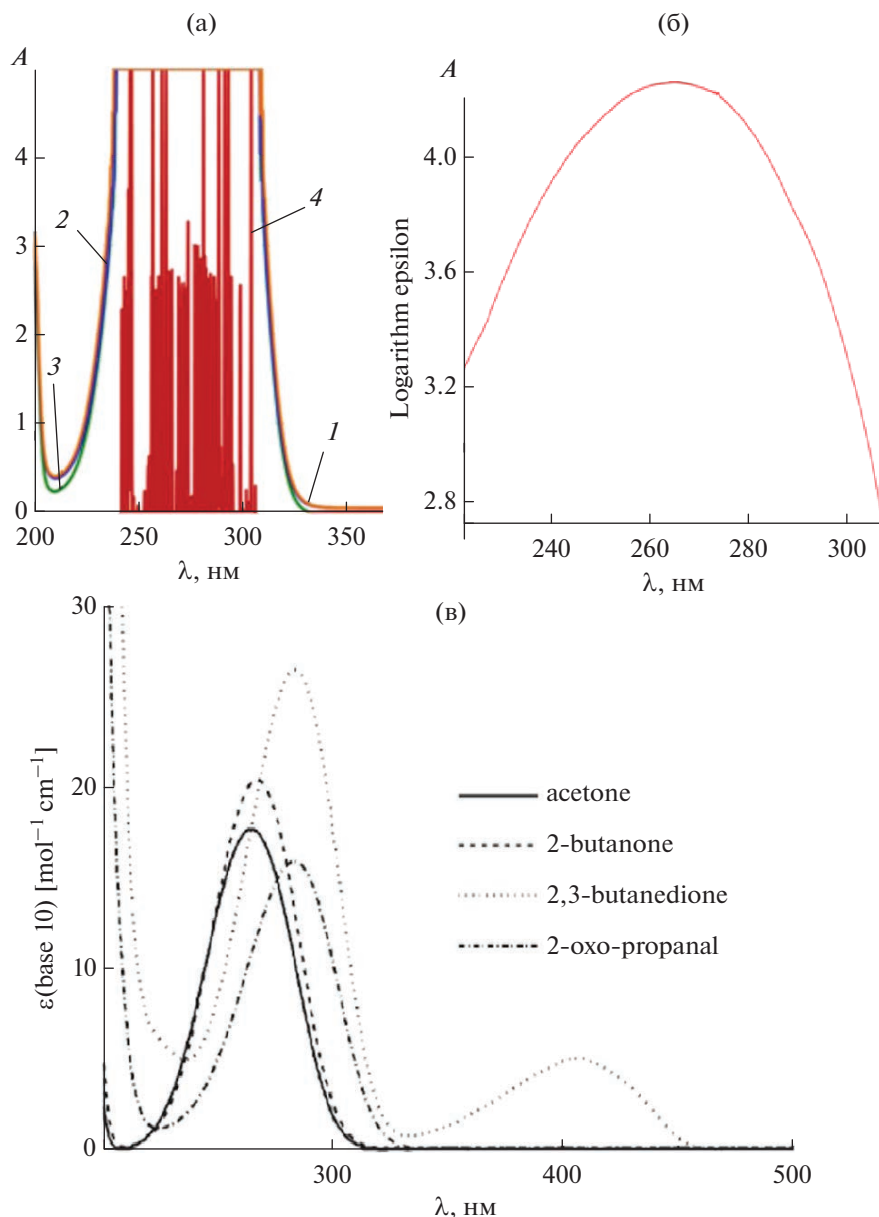 (а)
A
4
3
2
1
0
2
3
4
1
200
250
300
350
λ, нм
(б)
A
4.0
3.6
3.2
2.8
Logarithm epsilon
240
260
280
300
λ, нм
(в)
30
20
10
0
ε(base 10) [mol⁻¹ cm⁻¹]
acetone
2-butanone
2,3-butanedione
2-oxo-propanal
300
400
500
λ, нм